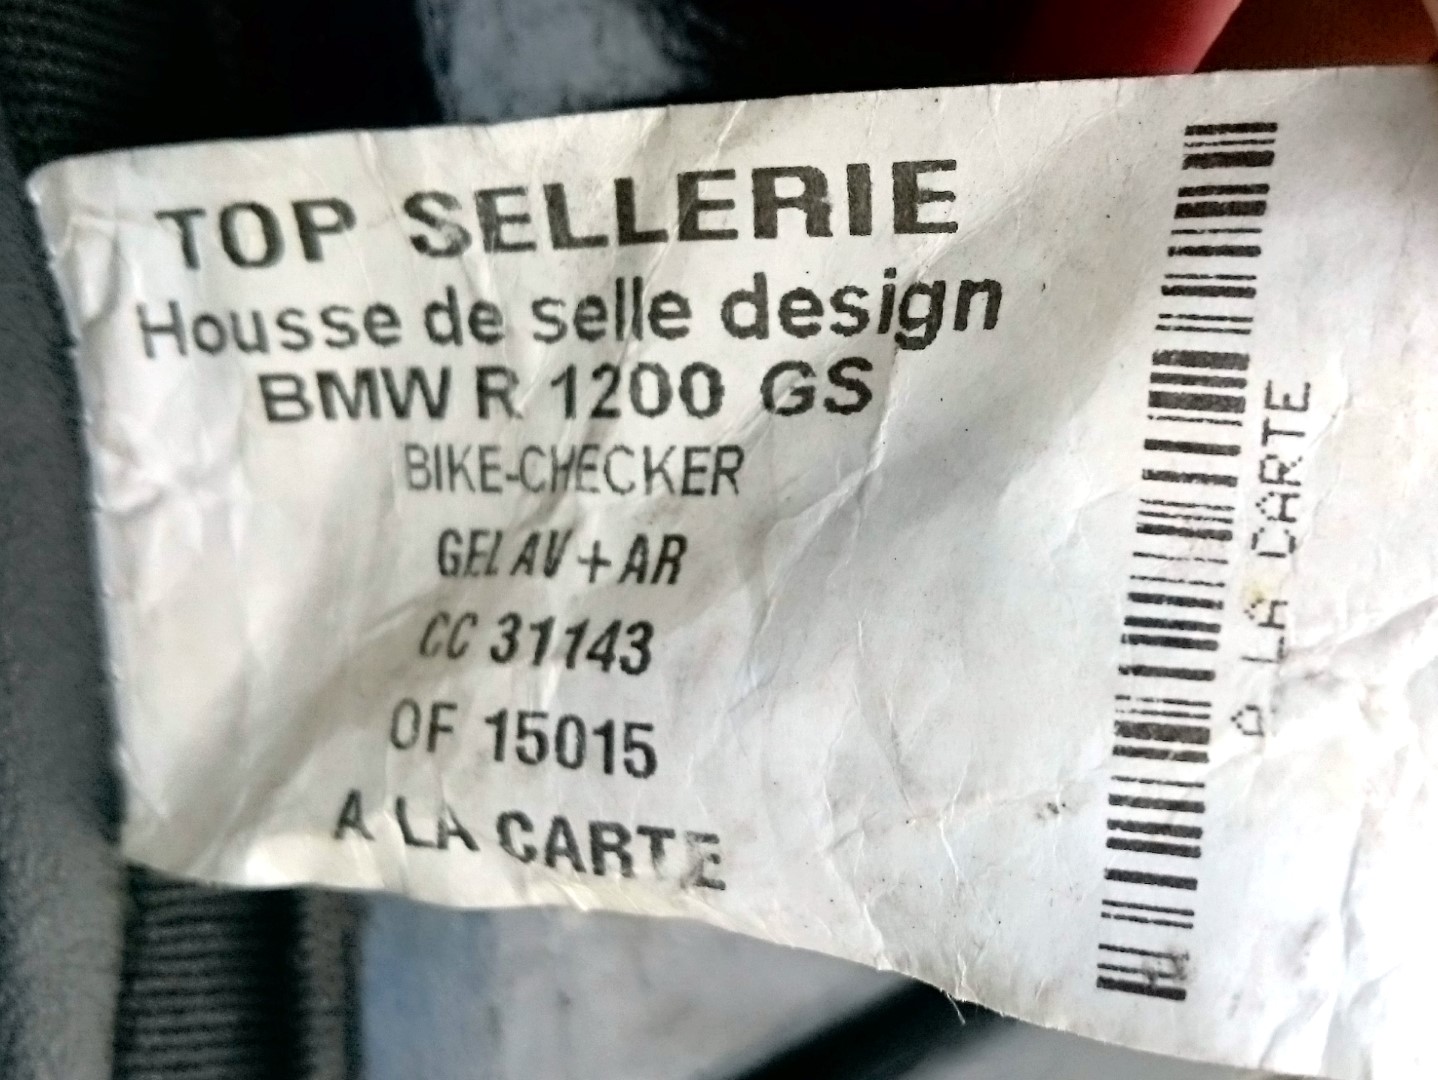 TOP SELLERIE
Housse de selle design
BMW R 1200 GS
BIKE-CHECKER
GEL AV + AR
CC 31143
OF 15015
A LA CARTE
A LA CARTE